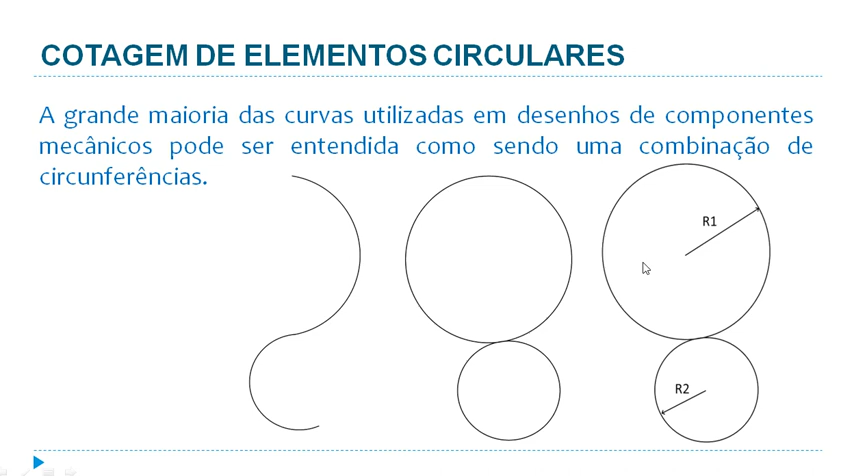 COTAGEM DE ELEMENTOS CIRCULARES
A grande maioria das curvas utilizadas em desenhos de componentes
mecânicos pode ser entendida como sendo uma combinação de
circunferências.
R1
R2